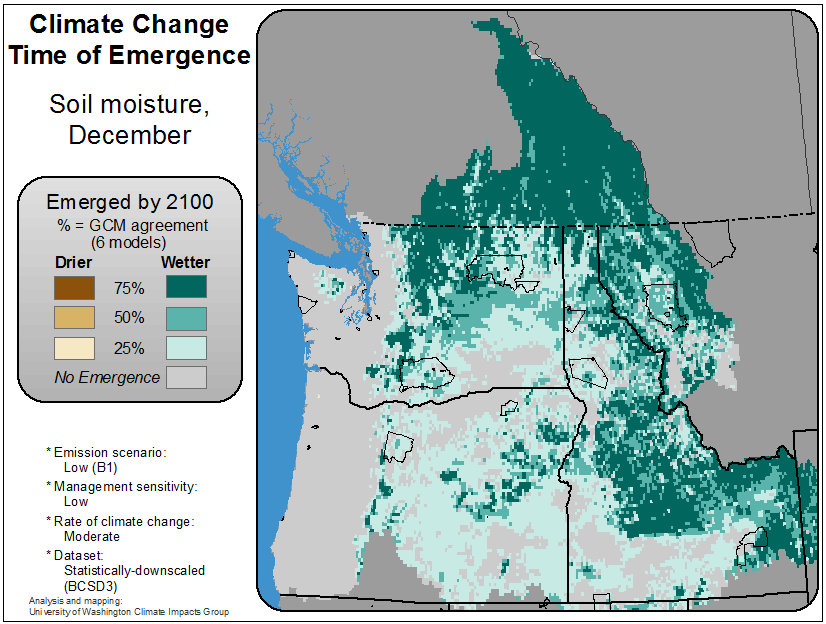 Climate Change
Time of Emergence
Soil moisture,
December
Emerged by 2100
% = GCM agreement
(6 models)
Drier Wetter
75%
50%
25%
No Emergence
* Emission scenario:
Low (B1)
* Management sensitivity:
Low
* Rate of climate change:
Moderate
* Dataset:
Statistically-downscaled
(BCSD3)
Analysis and mapping:
University of Washington Climate Impacts Group